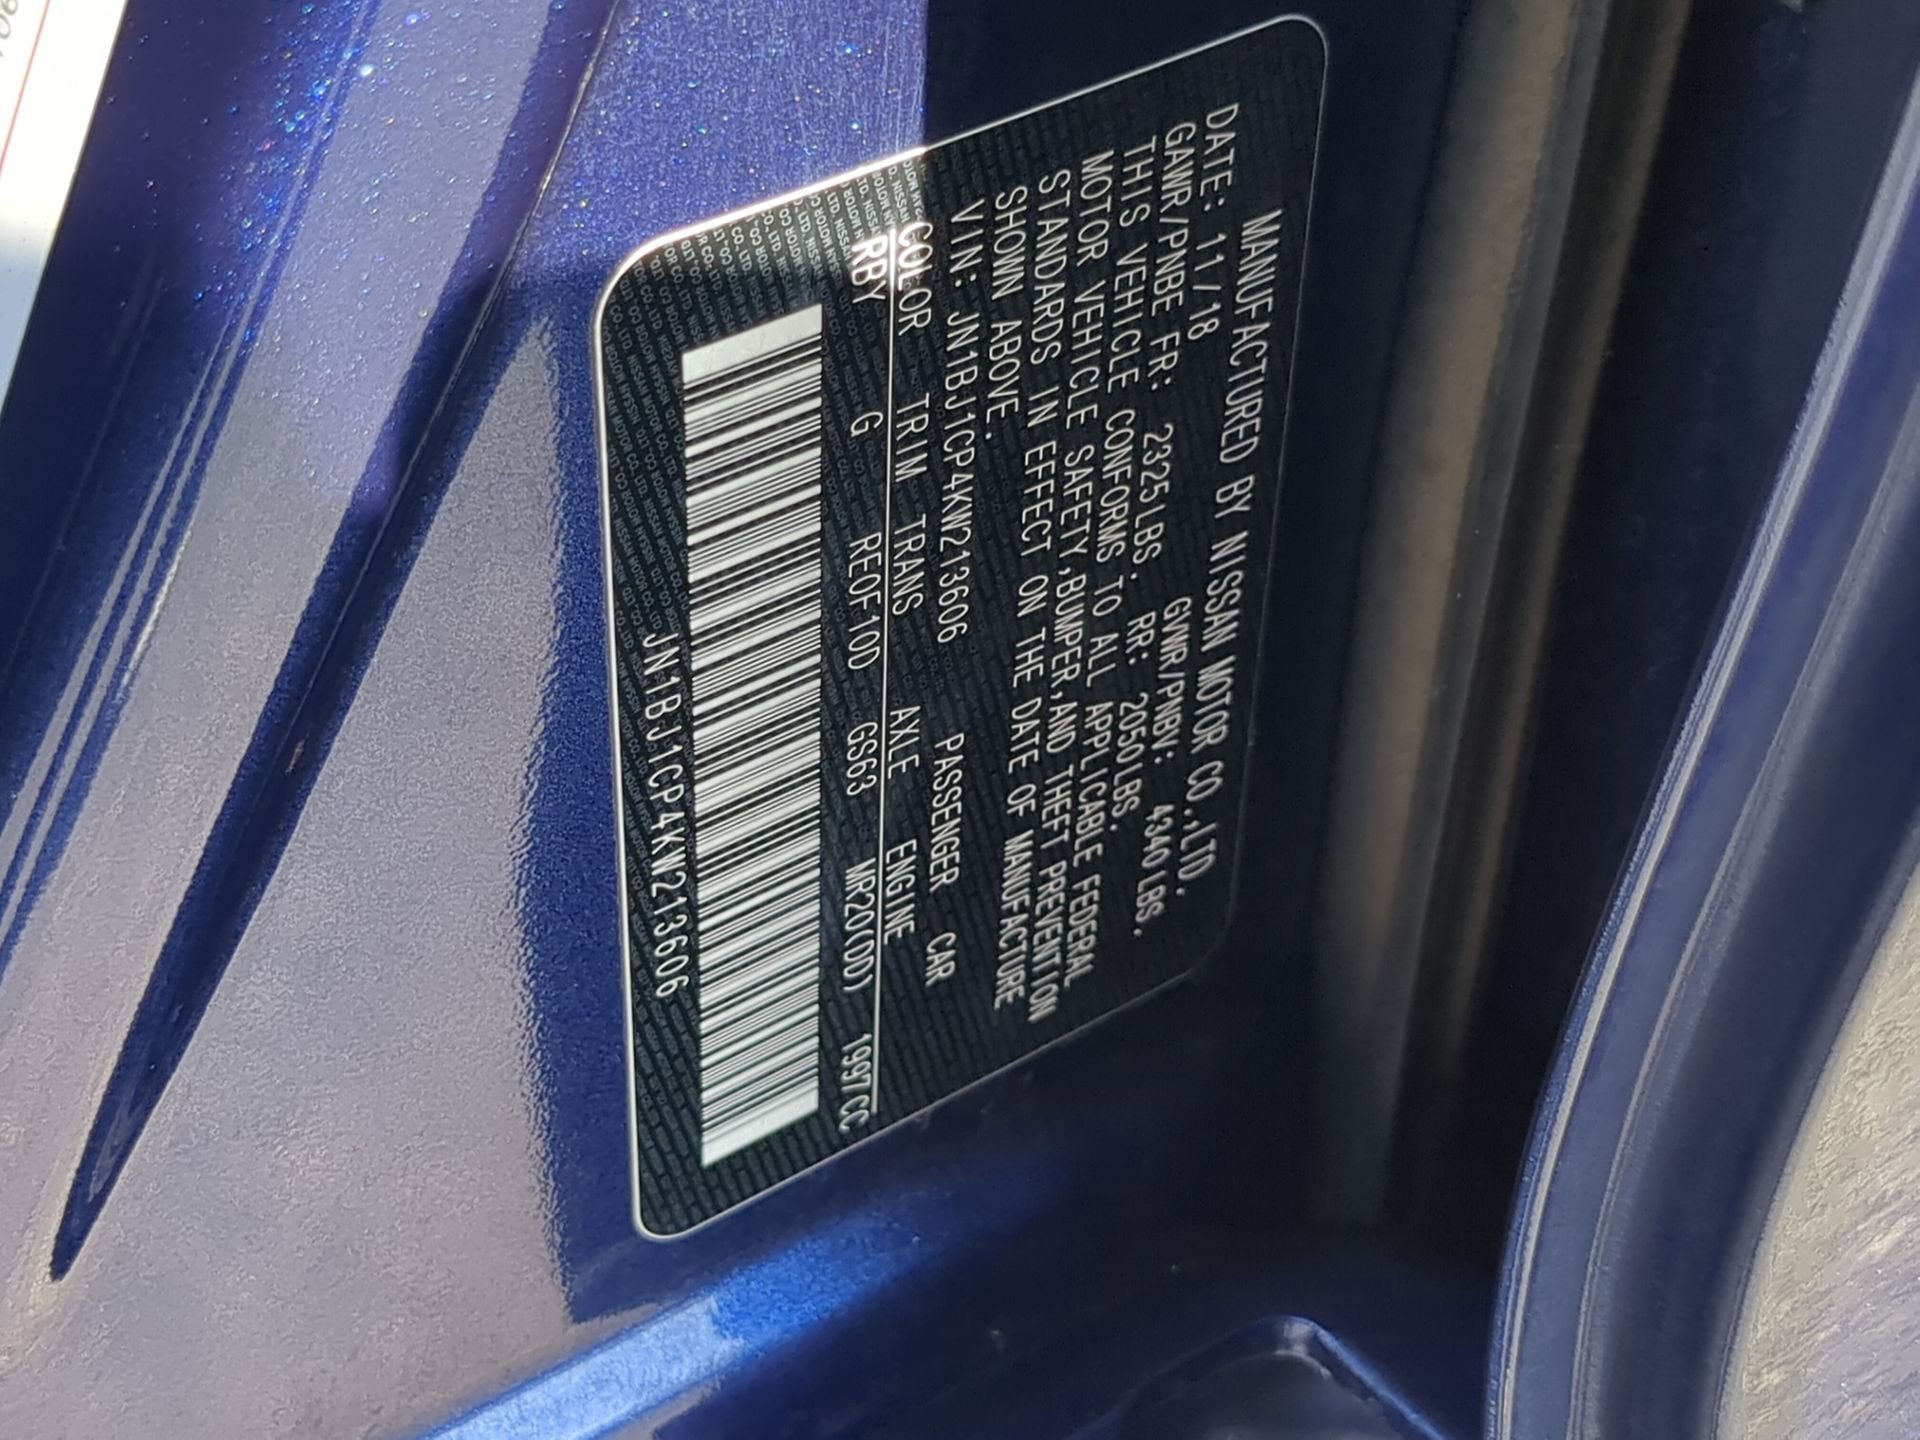 MANUFACTURED BY NISSAN MOTOR CO.,LTD.
DATE: 11/18 GVWR/PNBV: 4340LBS.
GAWR/PNBE FR: 2325LBS. RR: 2050LBS.
THIS VEHICLE CONFORMS TO ALL APPLICABLE FEDERAL
MOTOR VEHICLE SAFETY,BUMPER,AND THEFT PREVENTION
STANDARDS IN EFFECT ON THE DATE OF MANUFACTURE
SHOWN ABOVE.
VIN: JN1BJ1CP4KW213606 PASSENGER CAR
COLOR TRIM TRANS AXLE ENGINE
RBY G RE0F10D GS63 MR20(DD) 1997CC
JN1BJ1CP4KW213606